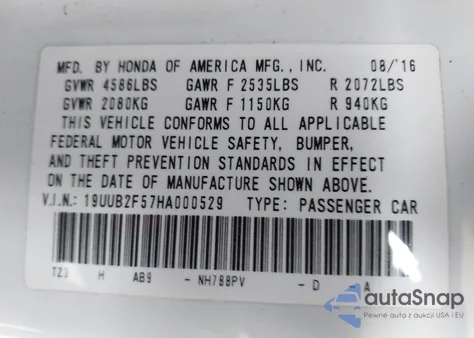 MFD. BY HONDA OF AMERICA MFG., INC. 08/'16
GVWR 4586LBS GAWR F 2535LBS R 2072LBS
GVWR 2080KG GAWR F 1150KG R 940KG
THIS VEHICLE CONFORMS TO ALL APPLICABLE
FEDERAL MOTOR VEHICLE SAFETY, BUMPER,
AND THEFT PREVENTION STANDARDS IN EFFECT
ON THE DATE OF MANUFACTURE SHOWN ABOVE.
V.I.N.: 19UUB2F57HA000529 TYPE: PASSENGER CAR
TZ3 H AB9 - NH788PV - D A
autoSnap
Pewne auta z aukcji USA i EU